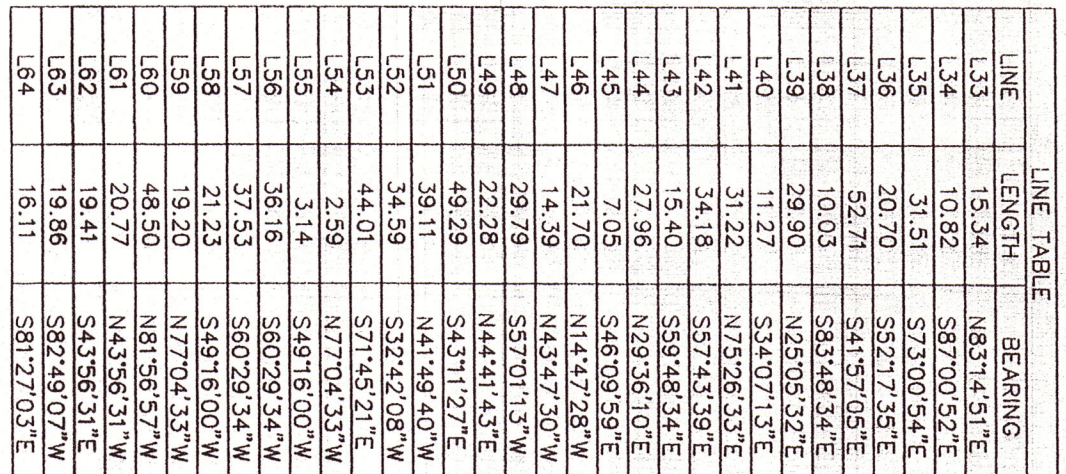 LINE TABLE
LINE LENGTH BEARING
L33 15.34 N83°14'51"E
L34 10.82 S87°00'52"E
L35 31.51 S73°00'54"E
L36 20.70 S52°17'35"E
L37 52.71 S41°57'05"E
L38 10.03 S83°48'34"E
L39 29.90 N25°05'32"E
L40 11.27 S34°07'13"E
L41 31.22 N75°26'33"E
L42 34.18 S57°43'39"E
L43 15.40 S59°48'34"E
L44 27.96 N29°36'10"E
L45 7.05 S46°09'59"E
L46 21.70 N14°47'28"W
L47 14.39 N43°47'30"W
L48 29.79 S57°01'13"W
L49 22.28 N44°41'43"E
L50 49.29 S43°11'27"E
L51 39.11 N41°49'40"W
L52 34.59 S32°42'08"W
L53 44.01 S71°45'21"E
L54 2.59 N77°04'33"W
L55 3.14 S49°16'00"W
L56 36.16 S60°29'34"W
L57 37.53 S60°29'34"W
L58 21.23 S49°16'00"W
L59 19.20 N77°04'33"W
L60 48.50 N81°56'57"W
L61 20.77 N43°56'31"W
L62 19.41 S43°56'31"E
L63 19.86 S82°49'07"W
L64 16.11 S81°27'03"E